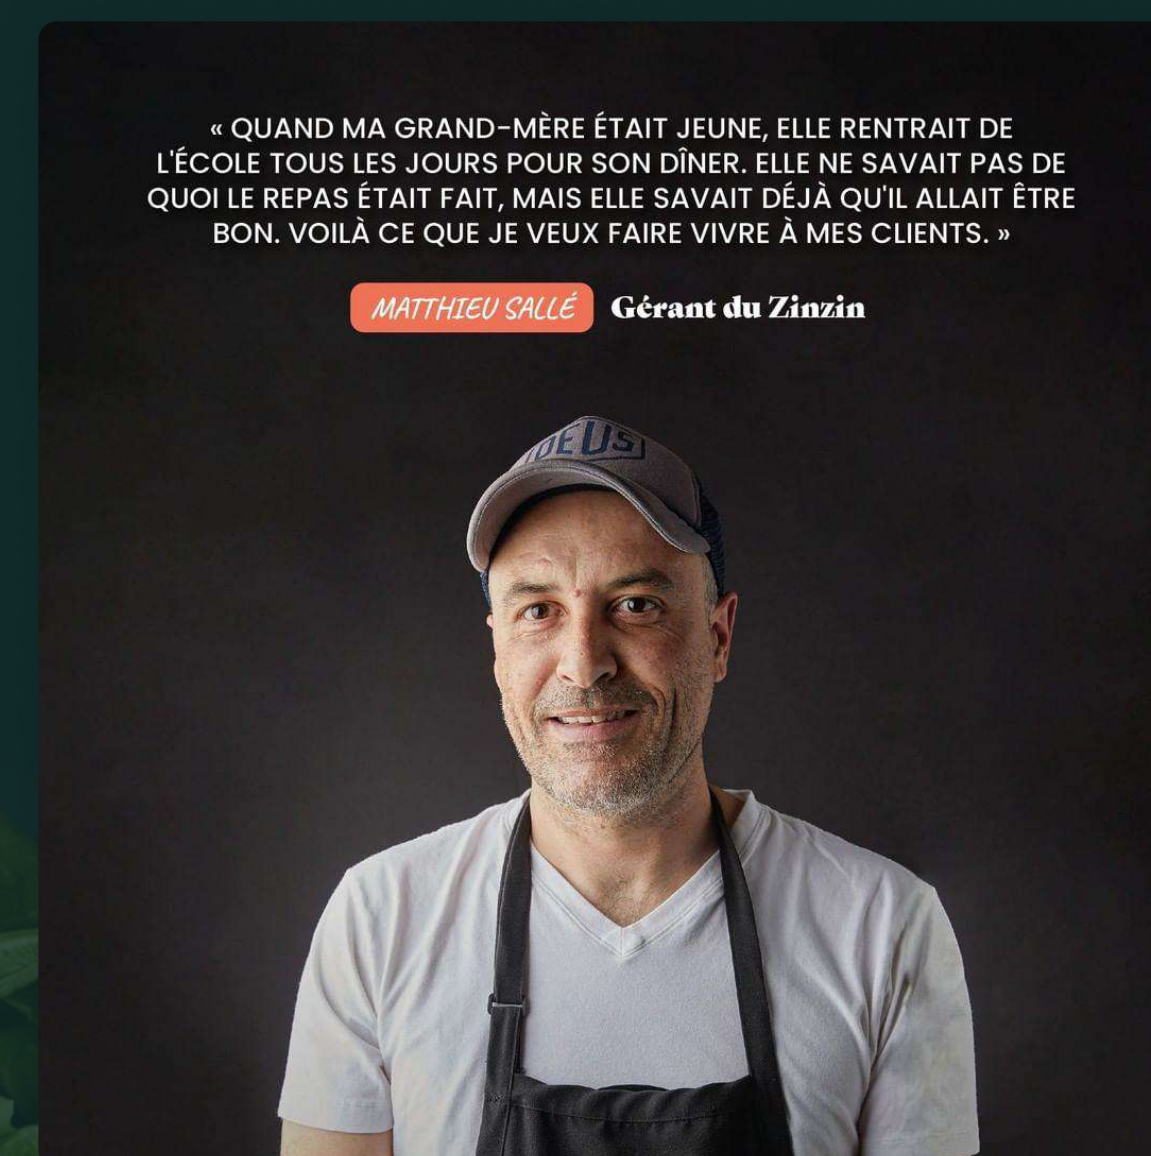 « QUAND MA GRAND-MÈRE ÉTAIT JEUNE, ELLE RENTRAIT DE
L'ÉCOLE TOUS LES JOURS POUR SON DÎNER. ELLE NE SAVAIT PAS DE
QUOI LE REPAS ÉTAIT FAIT, MAIS ELLE SAVAIT DÉJÀ QU'IL ALLAIT ÊTRE
BON. VOILÀ CE QUE JE VEUX FAIRE VIVRE À MES CLIENTS. »
MATTHIEU SALLÉ Gérant du Zinzin
DEUS